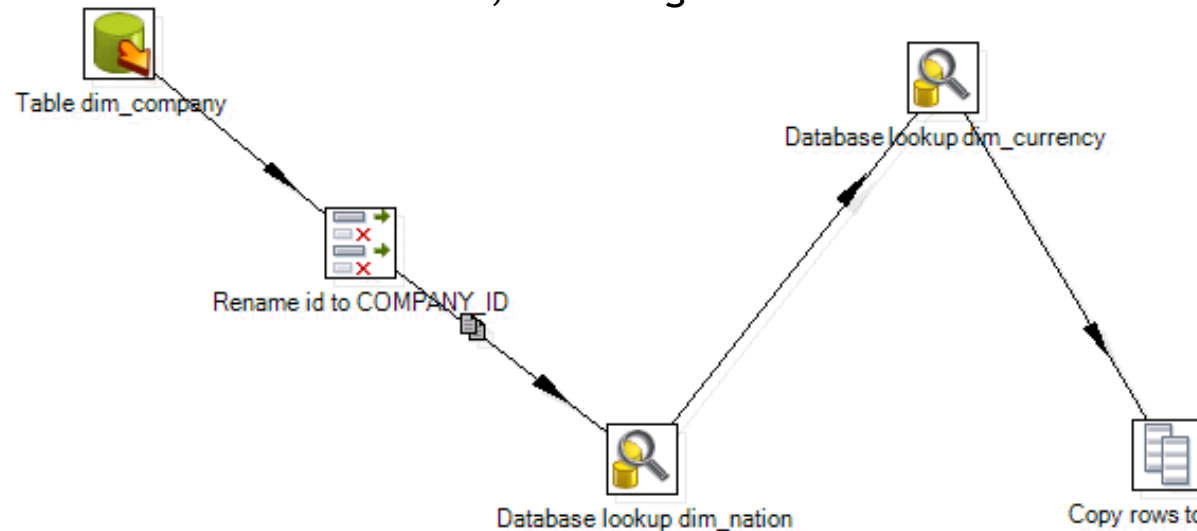 Table dim_company
Database lookup dim_currency
Rename id to COMPANY_ID
Database lookup dim_nation
Copy rows to